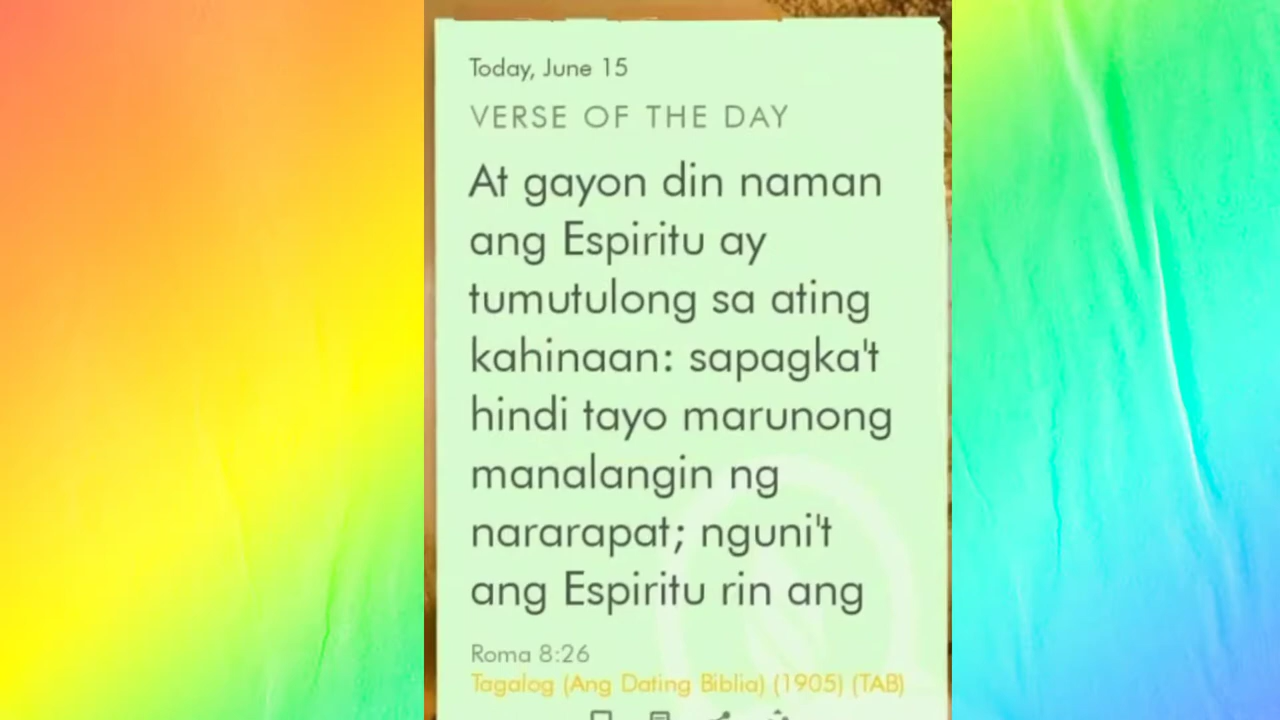 Today, June 15
VERSE OF THE DAY
At gayon din naman
ang Espiritu ay
tumutulong sa ating
kahinaan: sapagka't
hindi tayo marunong
manalangin ng
nararapat; nguni't
ang Espiritu rin ang
Roma 8:26
Tagalog (Ang Dating Biblia) (1905) (TAB)